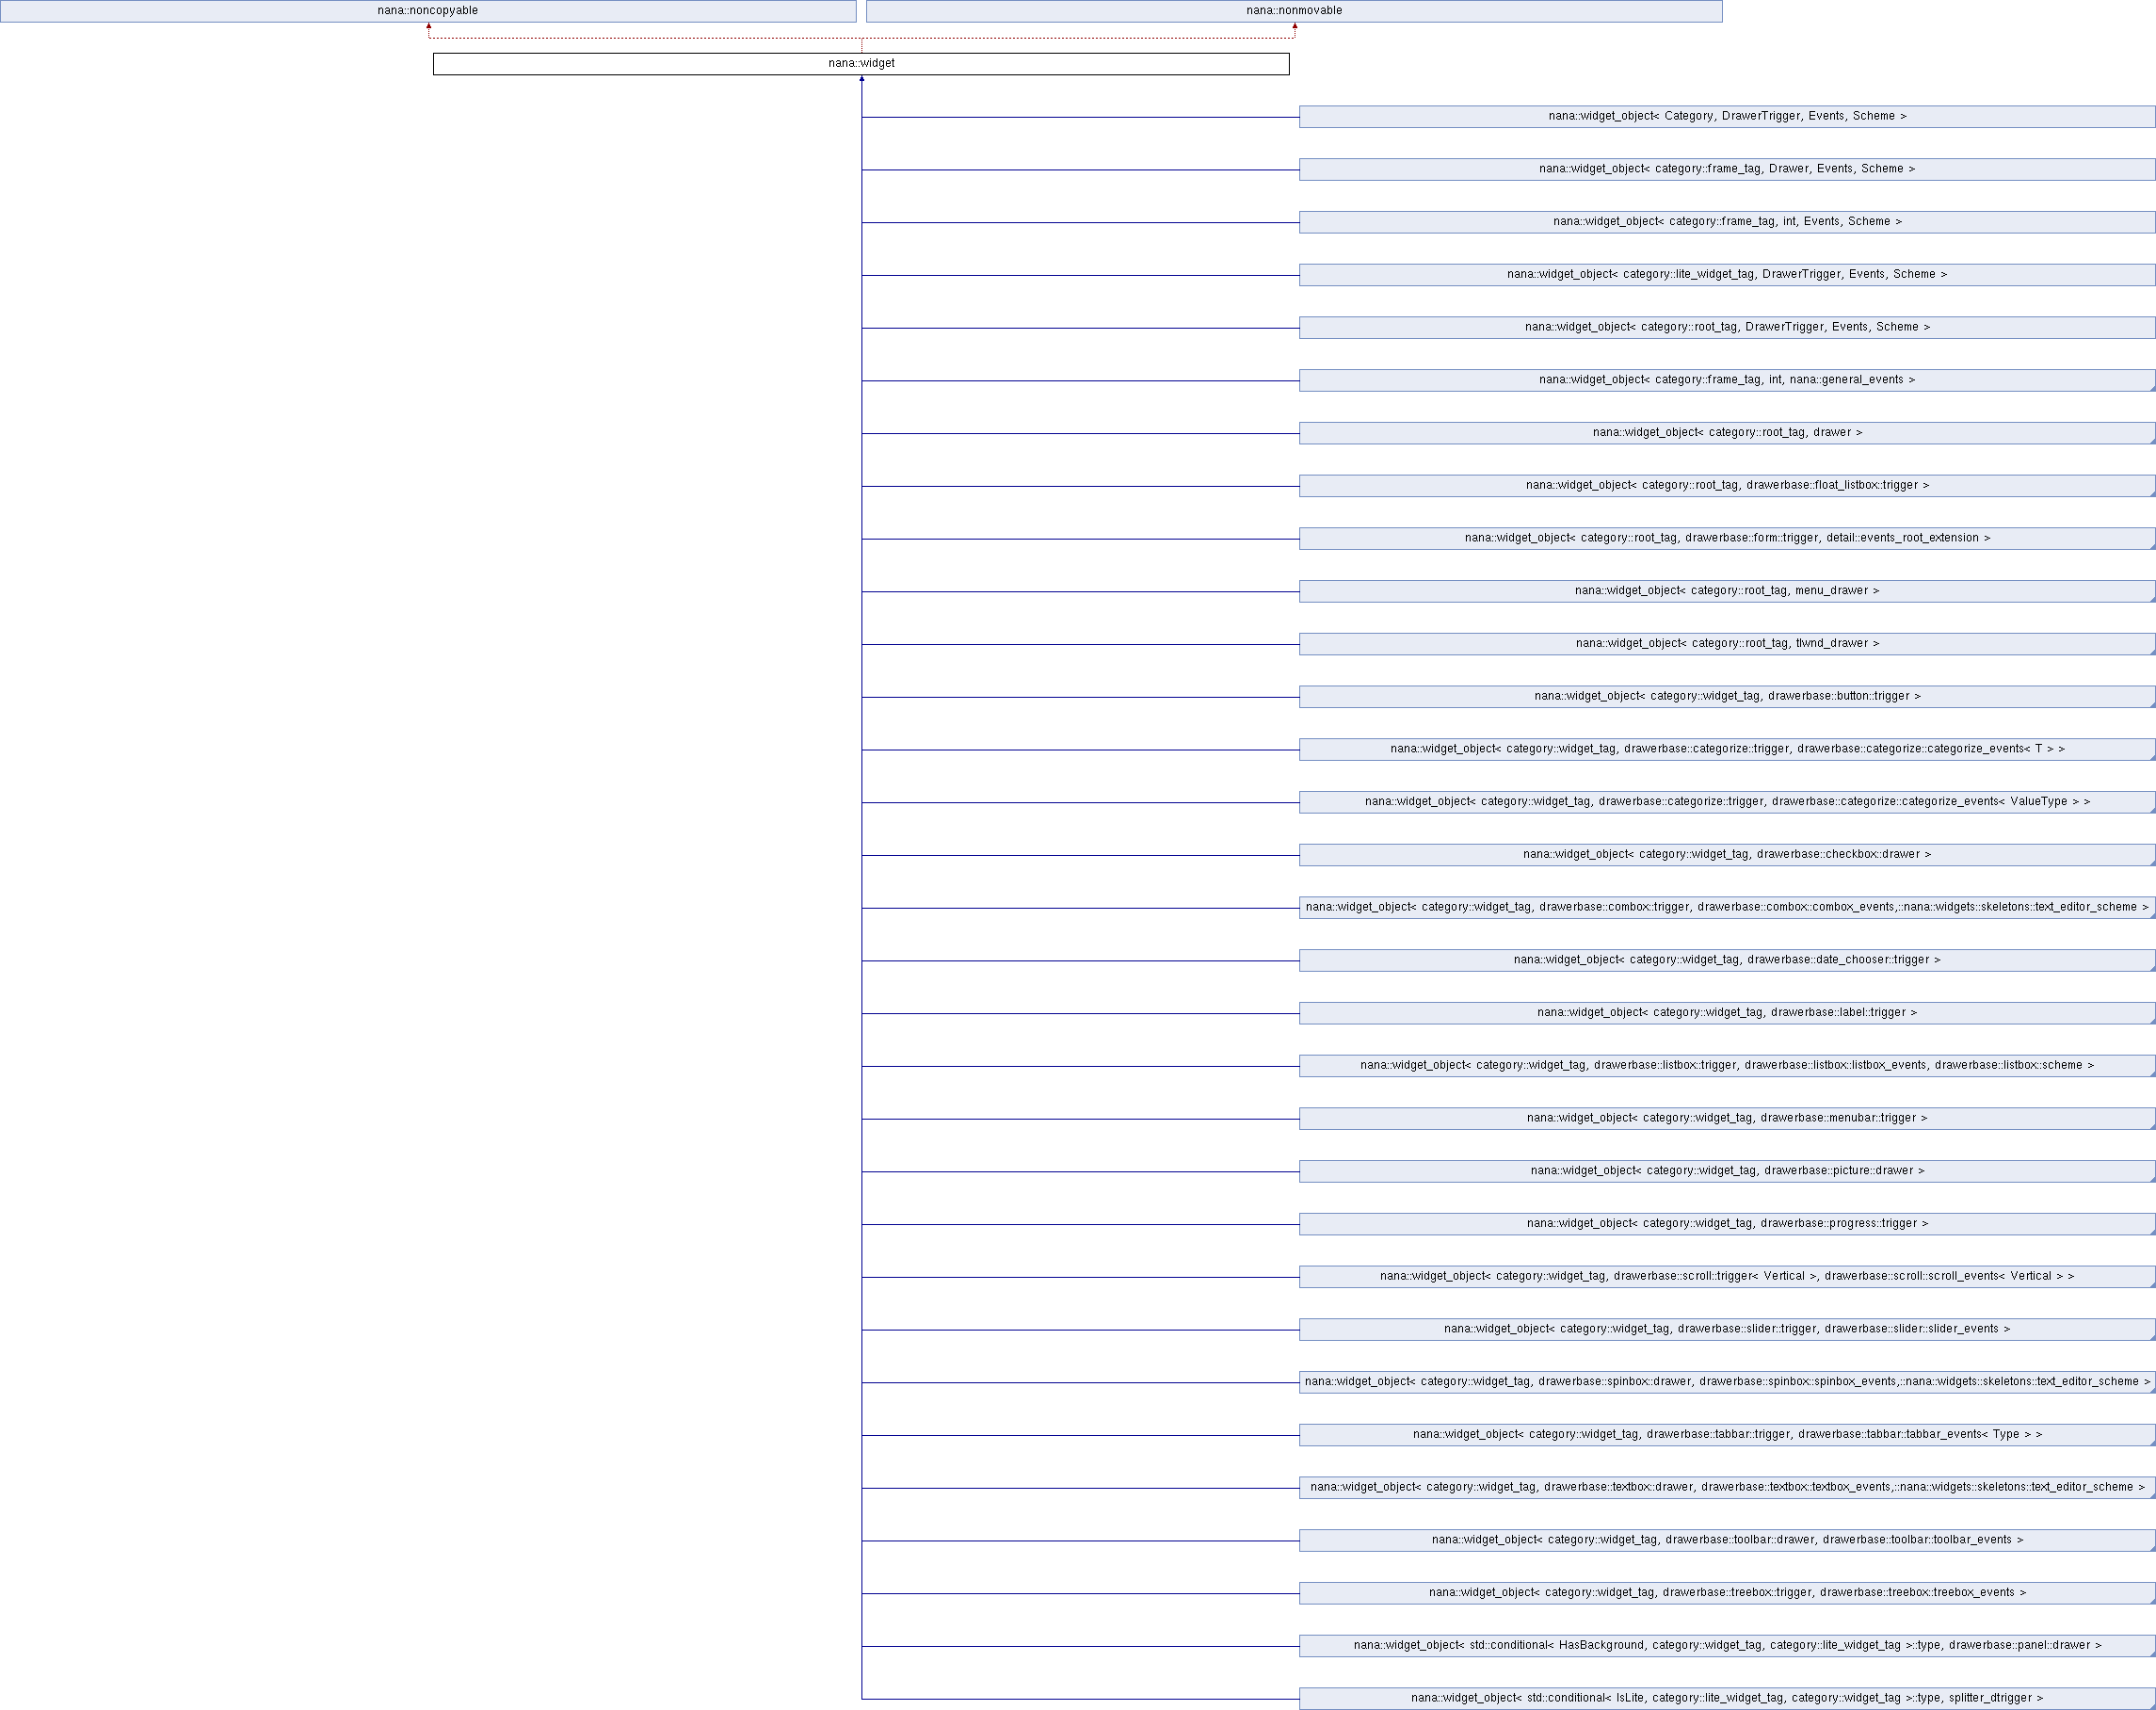 nana::noncopyable
nana::nonmovable
nana::widget
nana::widget_object< Category, DrawerTrigger, Events, Scheme >
nana::widget_object< category::frame_tag, Drawer, Events, Scheme >
nana::widget_object< category::frame_tag, int, Events, Scheme >
nana::widget_object< category::lite_widget_tag, DrawerTrigger, Events, Scheme >
nana::widget_object< category::root_tag, DrawerTrigger, Events, Scheme >
nana::widget_object< category::frame_tag, int, nana::general_events >
nana::widget_object< category::root_tag, drawer >
nana::widget_object< category::root_tag, drawerbase::float_listbox::trigger >
nana::widget_object< category::root_tag, drawerbase::form::trigger, detail::events_root_extension >
nana::widget_object< category::root_tag, menu_drawer >
nana::widget_object< category::root_tag, tlwnd_drawer >
nana::widget_object< category::widget_tag, drawerbase::button::trigger >
nana::widget_object< category::widget_tag, drawerbase::categorize::trigger, drawerbase::categorize::categorize_events< T > >
nana::widget_object< category::widget_tag, drawerbase::categorize::trigger, drawerbase::categorize::categorize_events< ValueType > >
nana::widget_object< category::widget_tag, drawerbase::checkbox::drawer >
nana::widget_object< category::widget_tag, drawerbase::combox::trigger, drawerbase::combox::combox_events,::nana::widgets::skeletons::text_editor_scheme >
nana::widget_object< category::widget_tag, drawerbase::date_chooser::trigger >
nana::widget_object< category::widget_tag, drawerbase::label::trigger >
nana::widget_object< category::widget_tag, drawerbase::listbox::trigger, drawerbase::listbox::listbox_events, drawerbase::listbox::scheme >
nana::widget_object< category::widget_tag, drawerbase::menubar::trigger >
nana::widget_object< category::widget_tag, drawerbase::picture::drawer >
nana::widget_object< category::widget_tag, drawerbase::progress::trigger >
nana::widget_object< category::widget_tag, drawerbase::scroll::trigger< Vertical >, drawerbase::scroll::scroll_events< Vertical > >
nana::widget_object< category::widget_tag, drawerbase::slider::trigger, drawerbase::slider::slider_events >
nana::widget_object< category::widget_tag, drawerbase::spinbox::drawer, drawerbase::spinbox::spinbox_events,::nana::widgets::skeletons::text_editor_scheme >
nana::widget_object< category::widget_tag, drawerbase::tabbar::trigger, drawerbase::tabbar::tabbar_events< Type > >
nana::widget_object< category::widget_tag, drawerbase::textbox::drawer, drawerbase::textbox::textbox_events,::nana::widgets::skeletons::text_editor_scheme >
nana::widget_object< category::widget_tag, drawerbase::toolbar::drawer, drawerbase::toolbar::toolbar_events >
nana::widget_object< category::widget_tag, drawerbase::treebox::trigger, drawerbase::treebox::treebox_events >
nana::widget_object< std::conditional< HasBackground, category::widget_tag, category::lite_widget_tag >::type, drawerbase::panel::drawer >
nana::widget_object< std::conditional< IsLite, category::lite_widget_tag, category::widget_tag >::type, splitter_dtrigger >